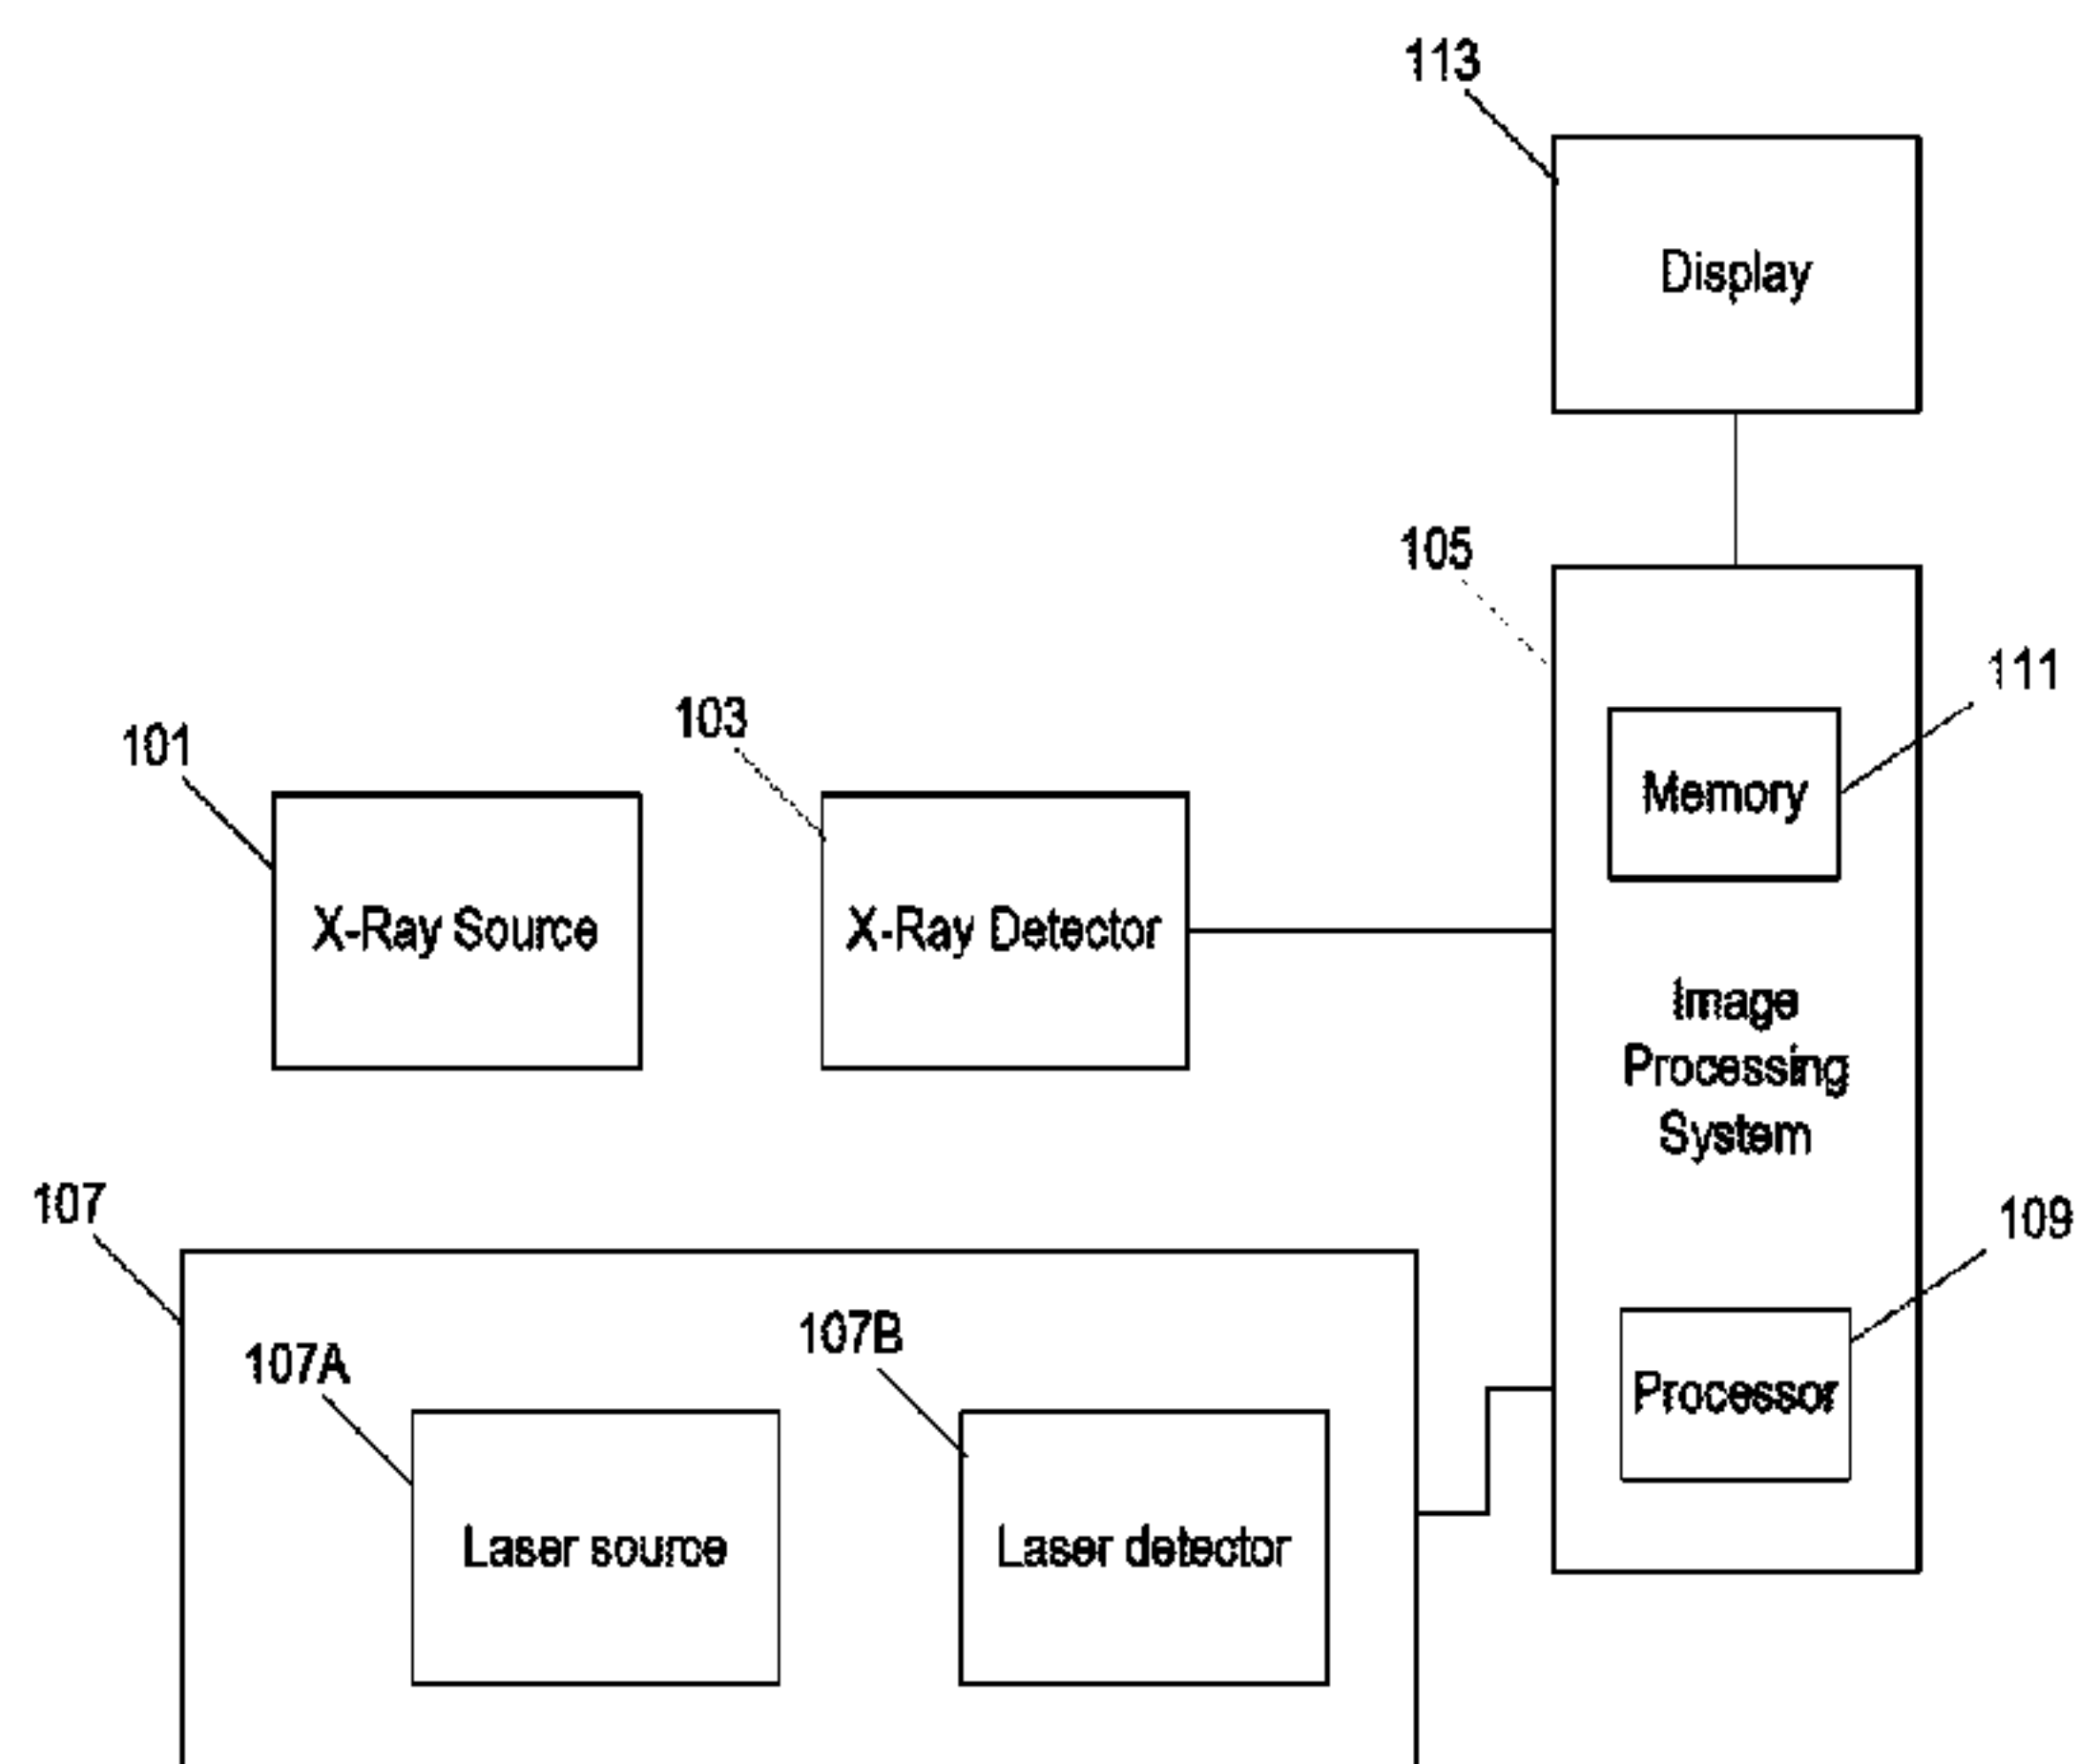 113
Display
105
111
Memory
101
103
X-Ray Source
X-Ray Detector
Image
Processing
System
107
109
107A
107B
Processor
Laser source
Laser detector